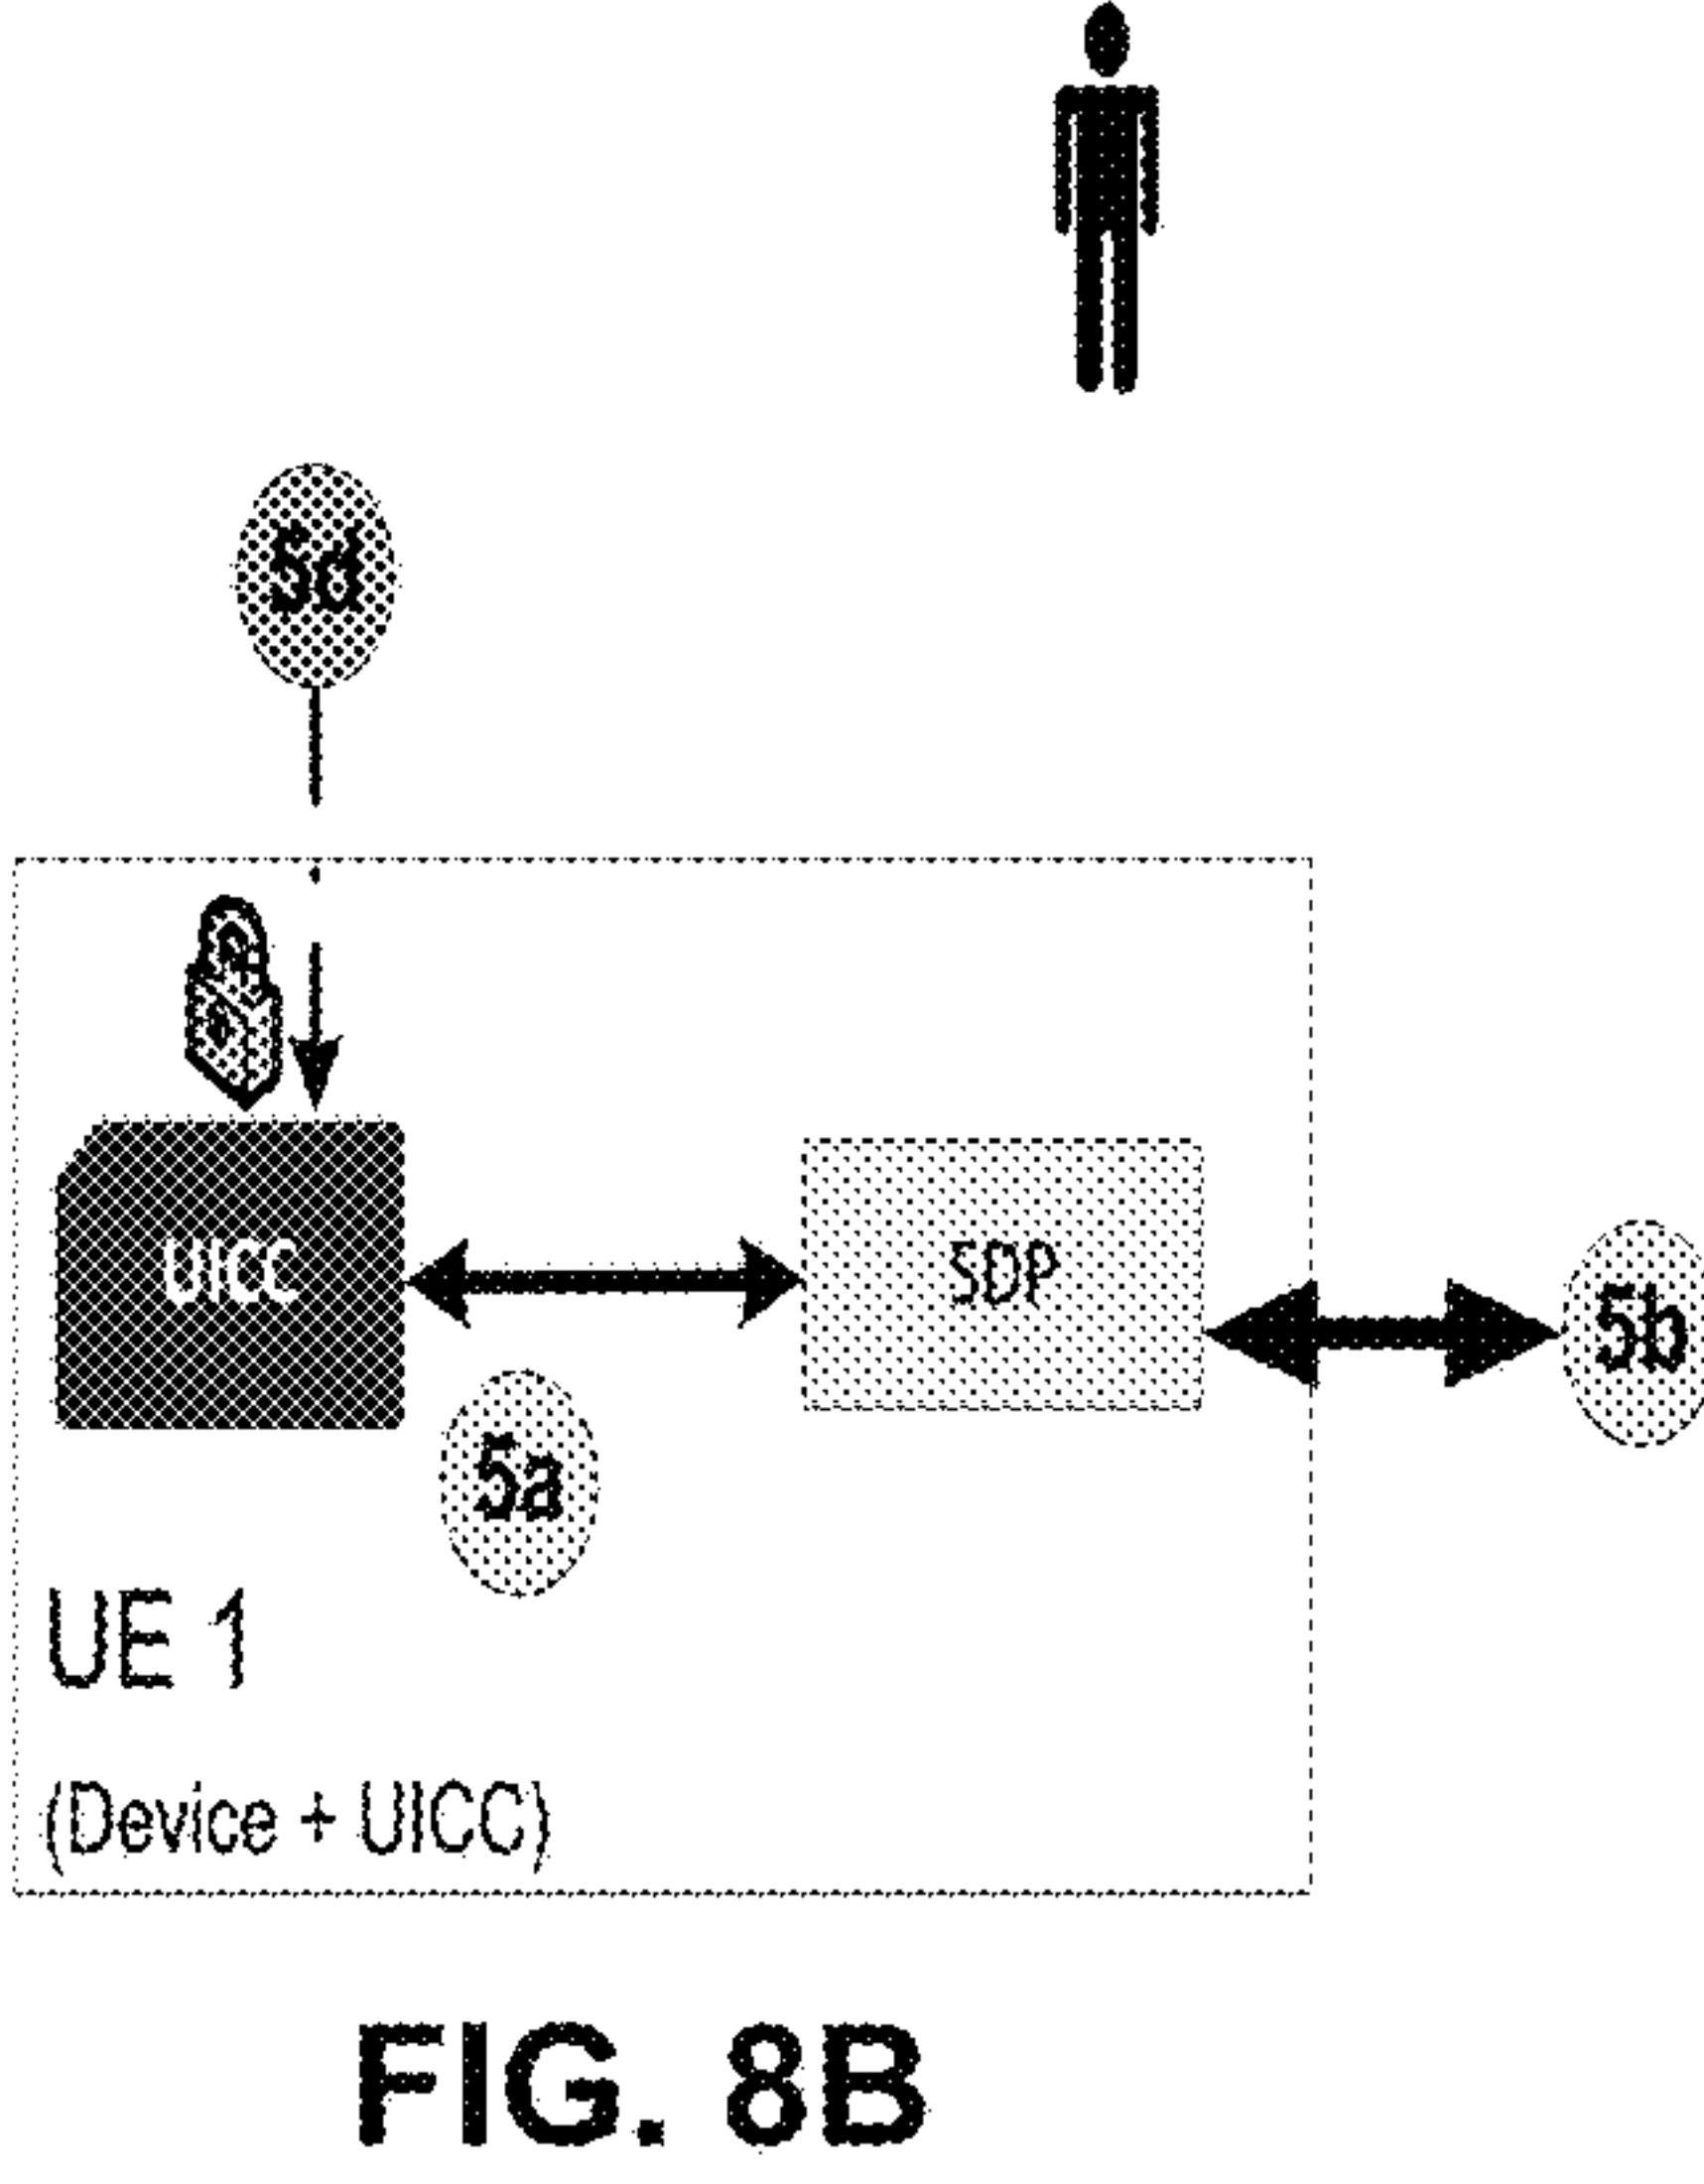 5d
UICC
SDP
5b
5a
UE 1
(Device + UICC)
FIG. 8B